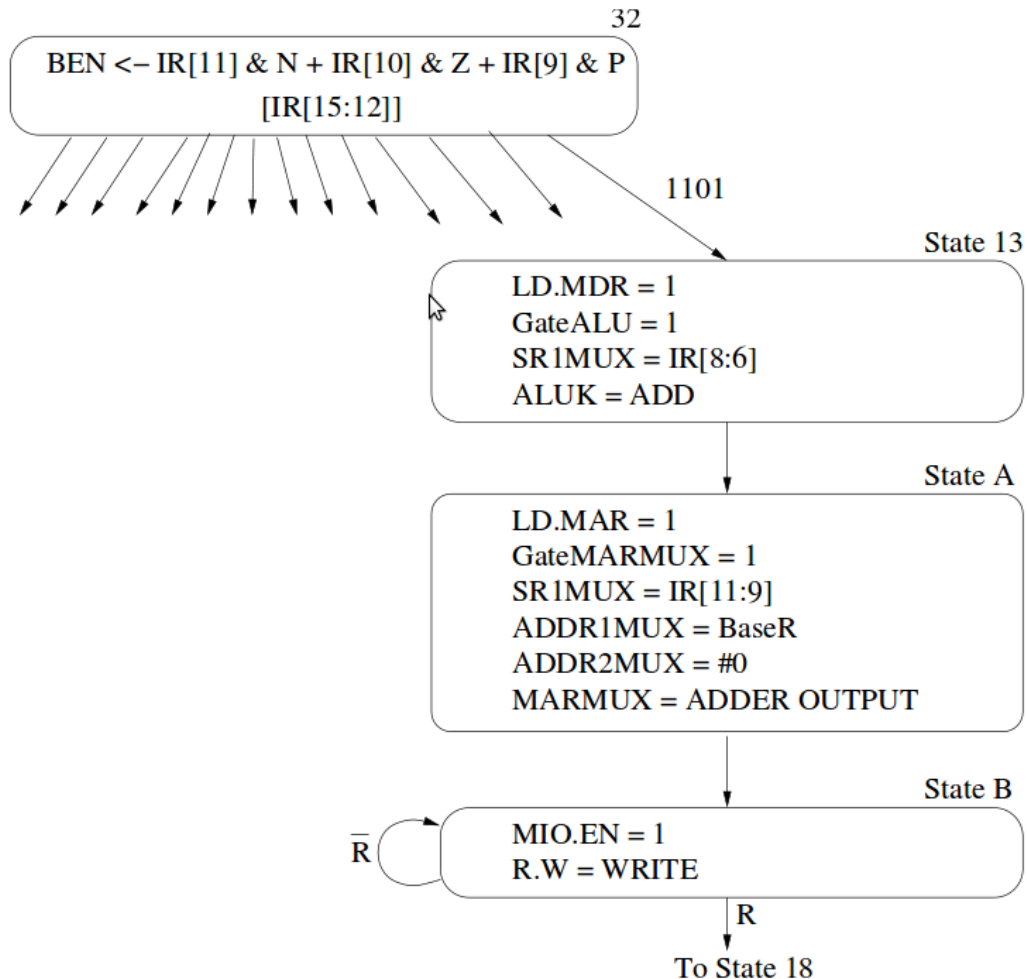 32
BEN <– IR[11] & N + IR[10] & Z + IR[9] & P
[IR[15:12]]
1101
State 13
LD.MDR = 1
GateALU = 1
SR1MUX = IR[8:6]
ALUK = ADD
State A
LD.MAR = 1
GateMARMUX = 1
SR1MUX = IR[11:9]
ADDR1MUX = BaseR
ADDR2MUX = #0
MARMUX = ADDER OUTPUT
State B
R̅
MIO.EN = 1
R.W = WRITE
R
To State 18